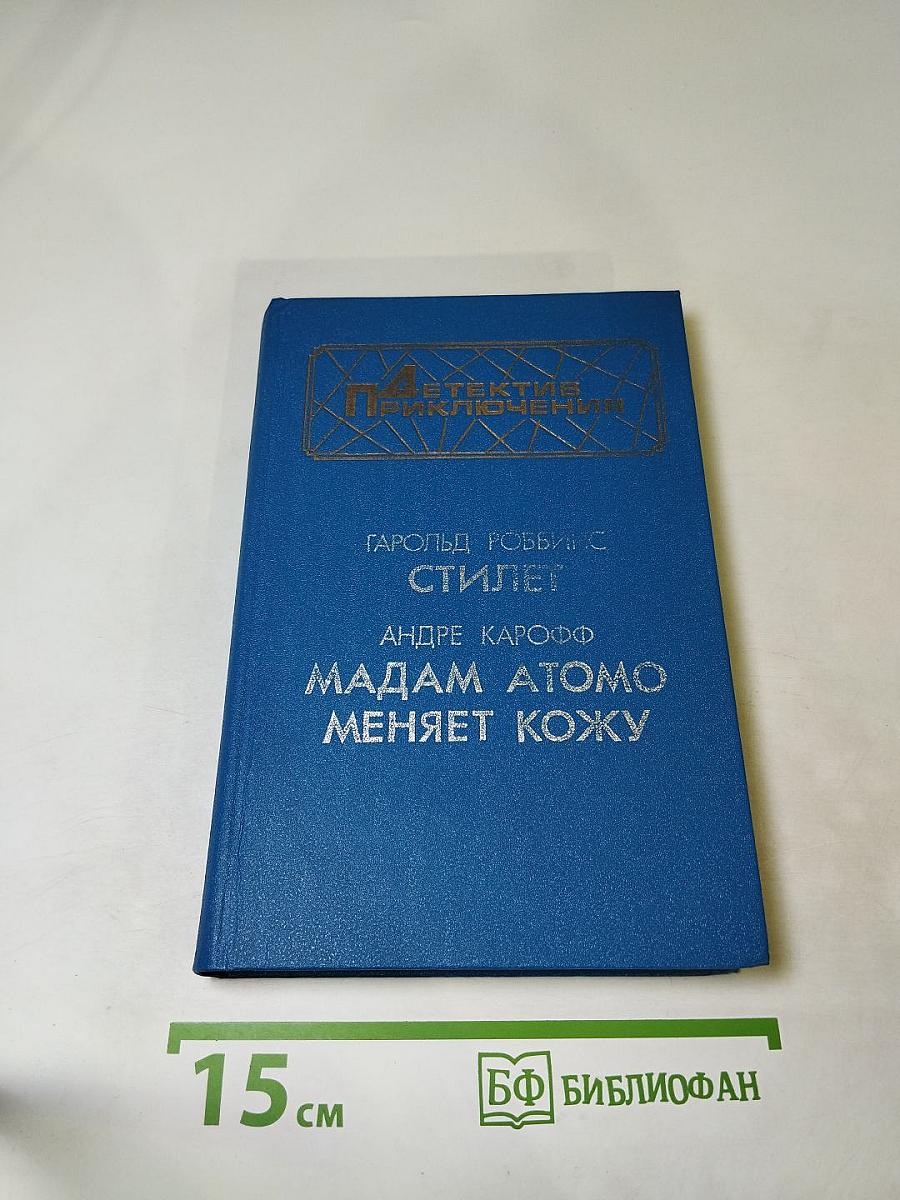 Детектив
Приключения
ГАРОЛЬД РОББИНС
СТИЛЕТ
АНДРЕ КАРОФФ
МАДАМ АТОМО
МЕНЯЕТ КОЖУ
15 см
БФ БИБЛИОФАН